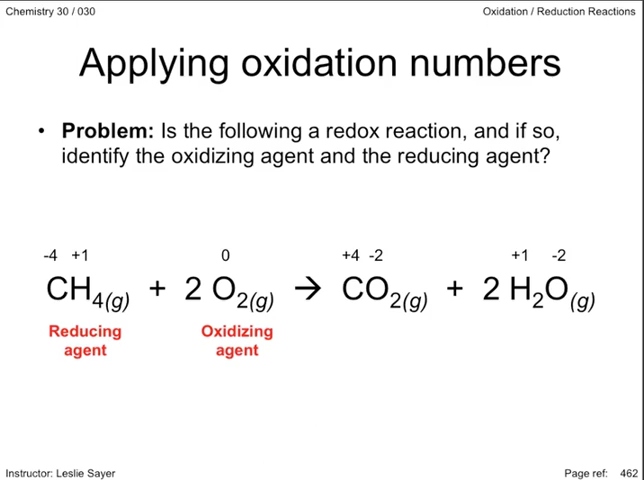 Chemistry 30 / 030 Oxidation / Reduction Reactions
Applying oxidation numbers
• Problem: Is the following a redox reaction, and if so,
identify the oxidizing agent and the reducing agent?
-4 +1 0 +4 -2 +1 -2
CH4(g) + 2 O2(g) → CO2(g) + 2 H2O(g)
Reducing Oxidizing
agent agent
Instructor: Leslie Sayer Page ref: 462